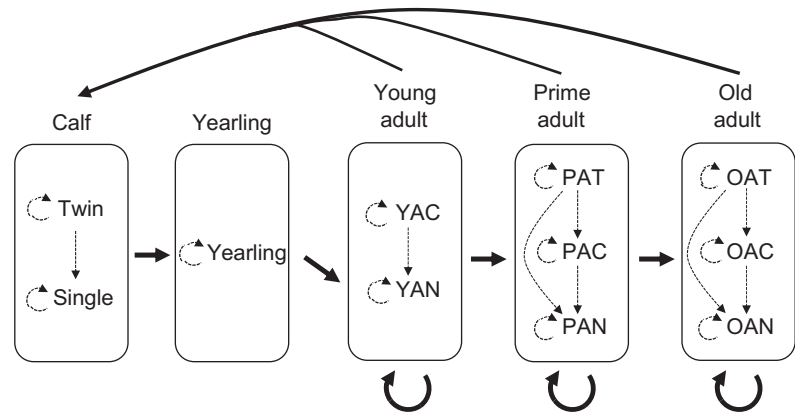 Calf
Yearling
Young
adult
Prime
adult
Old
adult
Twin
Single
Yearling
YAC
YAN
PAT
PAC
PAN
OAT
OAC
OAN